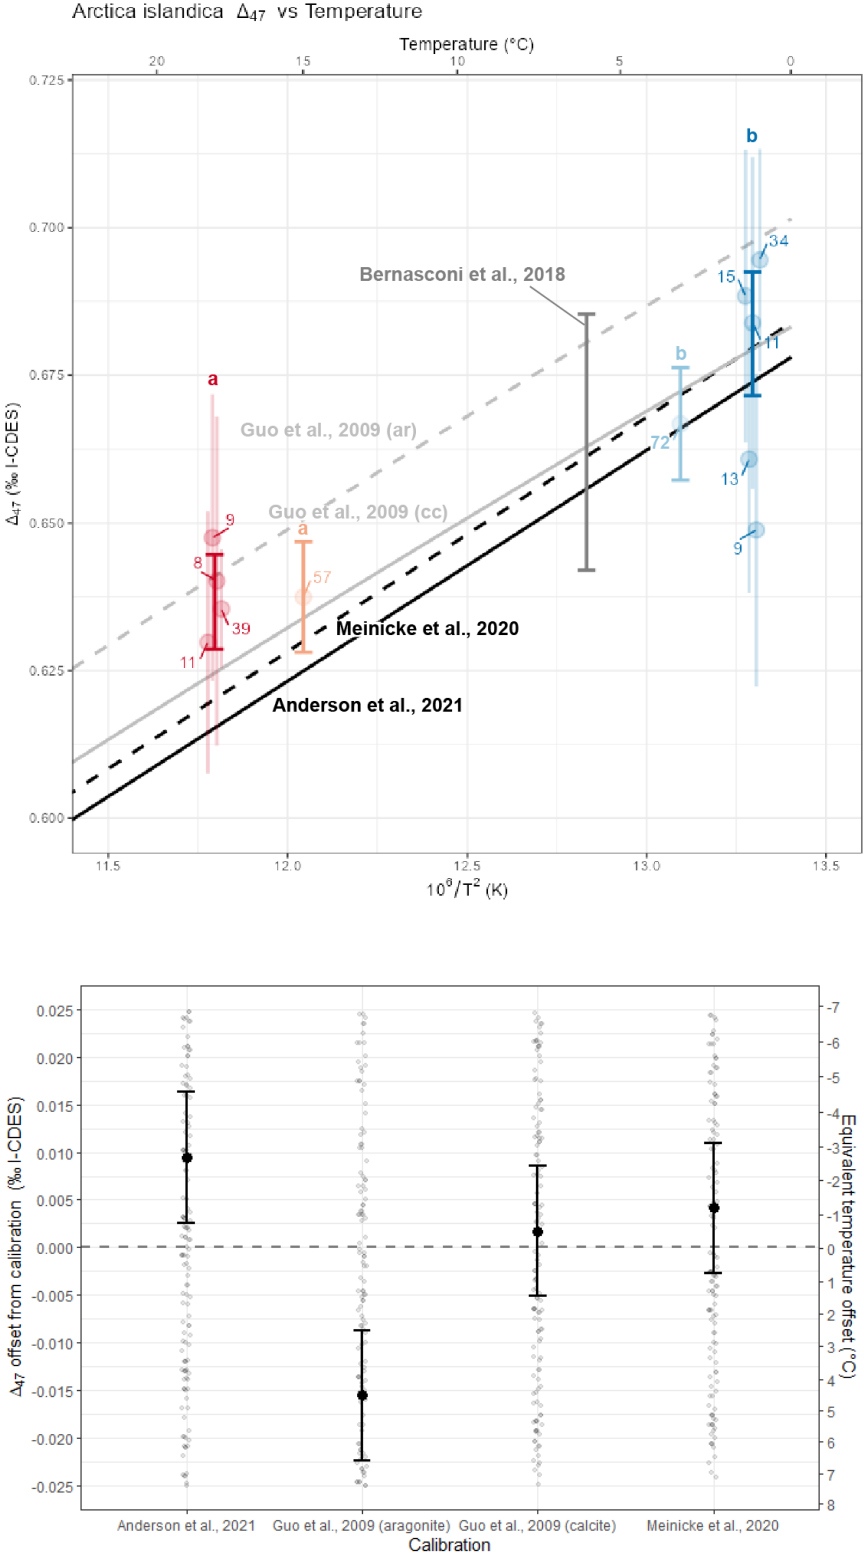 Arctica islandica Δ47 vs Temperature
Temperature (°C)
20 15 10 5 0
0.725
b
0.700
34
Bernasconi et al., 2018
15
11
b
0.675
a
Guo et al., 2009 (ar)
72
13
Δ47 (‰ I-CDES)
Guo et al., 2009 (cc)
9
0.650
a
9
8
57
39
Meinicke et al., 2020
11
0.625
Anderson et al., 2021
0.600
11.5 12.0 12.5 13.0 13.5
10⁶/T² (K)
0.025 -7
0.020 -6
-5
0.015
-4
0.010 -3
-2
0.005
-1
0.000 0
-0.005 1
2
-0.010
3
-0.015 4
5
-0.020 6
-0.025 7
8
Δ47 offset from calibration (‰ I-CDES)
Equivalent temperature offset (°C)
Anderson et al., 2021 Guo et al., 2009 (aragonite) Guo et al., 2009 (calcite) Meinicke et al., 2020
Calibration